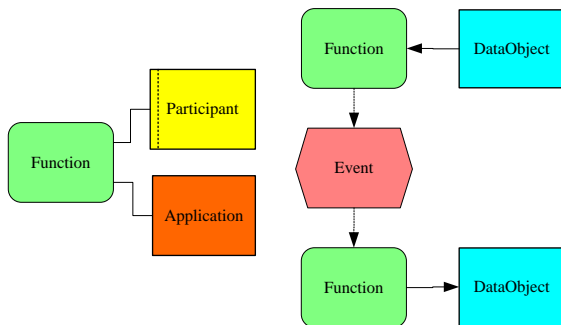 Function
DataObject
Participant
Function
Event
Application
Function
DataObject